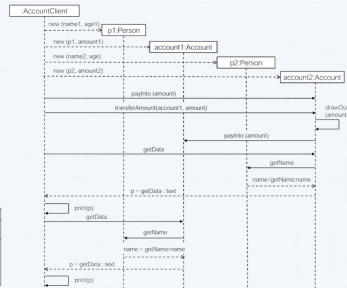 :AccountClient
new (name1, age1)
p1:Person
new (p1, amount1)
account1:Account
new (name2, age)
p2:Person
new (p2, amount2)
account2:Account
payInto (amount)
transferAmount(account1, amount)
drawOu
(amount
payInto (amount)
getData
getName
name=getName:name
p = getData : text
print(p)
getData
getName
name = getName:name
p = getData : text
print(p)